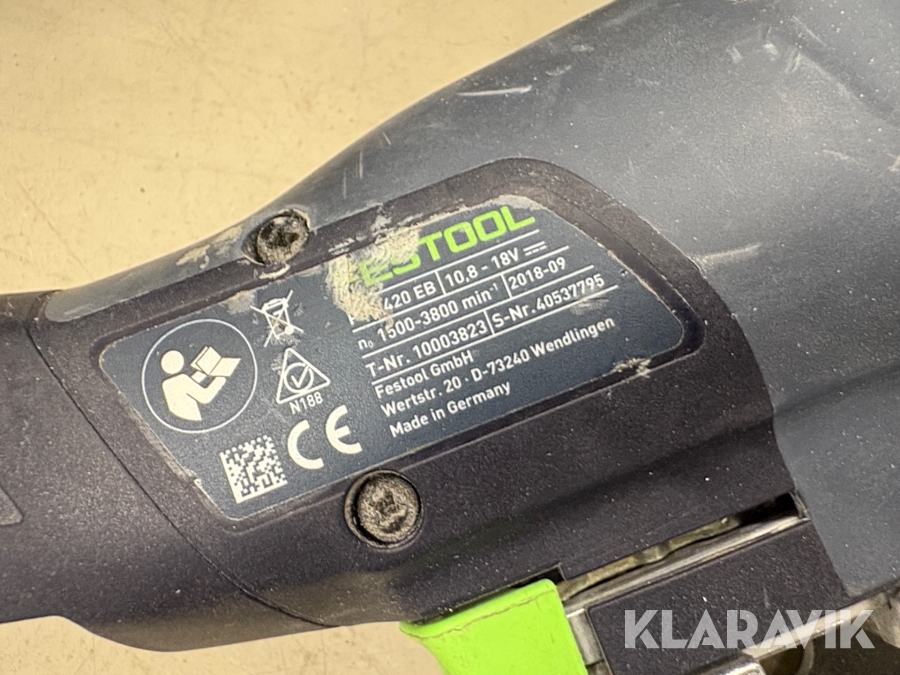 FESTOOL
420 EB 10,8 - 18V
n₀ 1500-3800 min⁻¹ 2018-09
T-Nr. 10003823 S-Nr. 40537795
Festool GmbH
Wertstr. 20 · D-73240 Wendlingen
Made in Germany
N188
CE
KLARAVIK